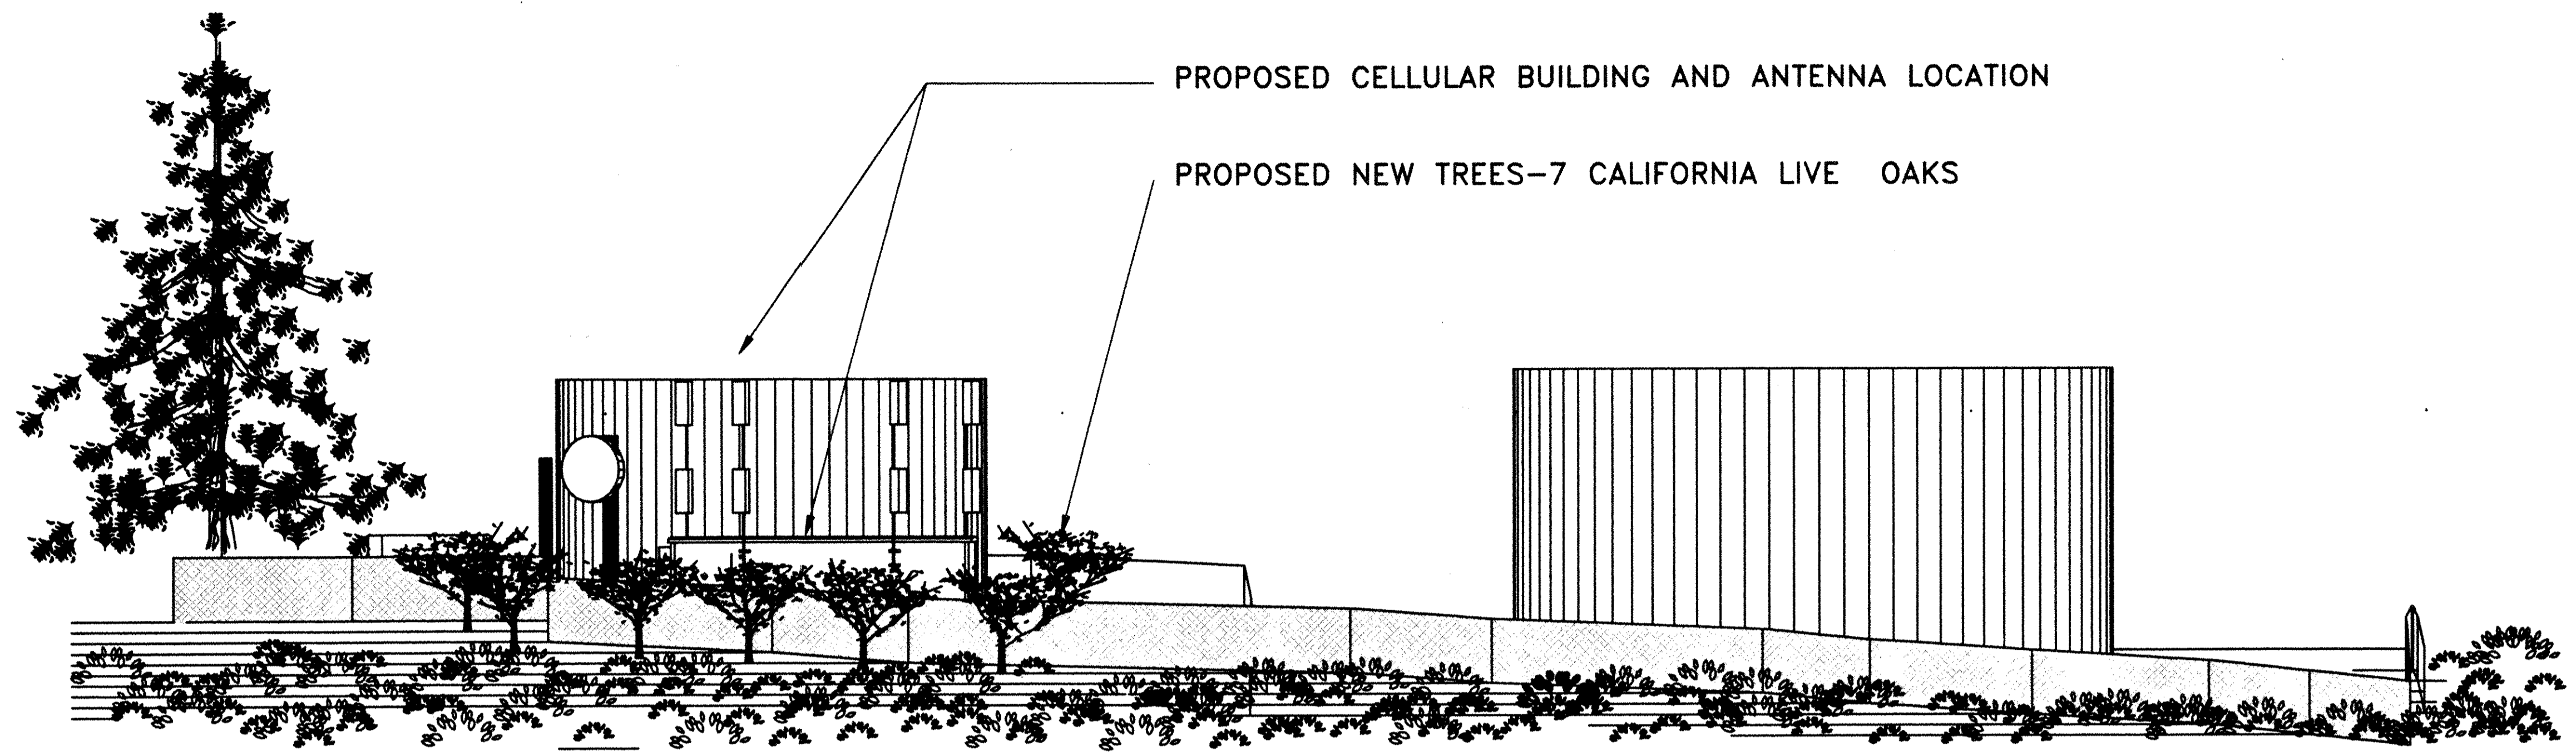 PROPOSED CELLULAR BUILDING AND ANTENNA LOCATION
PROPOSED NEW TREES-7 CALIFORNIA LIVE OAKS